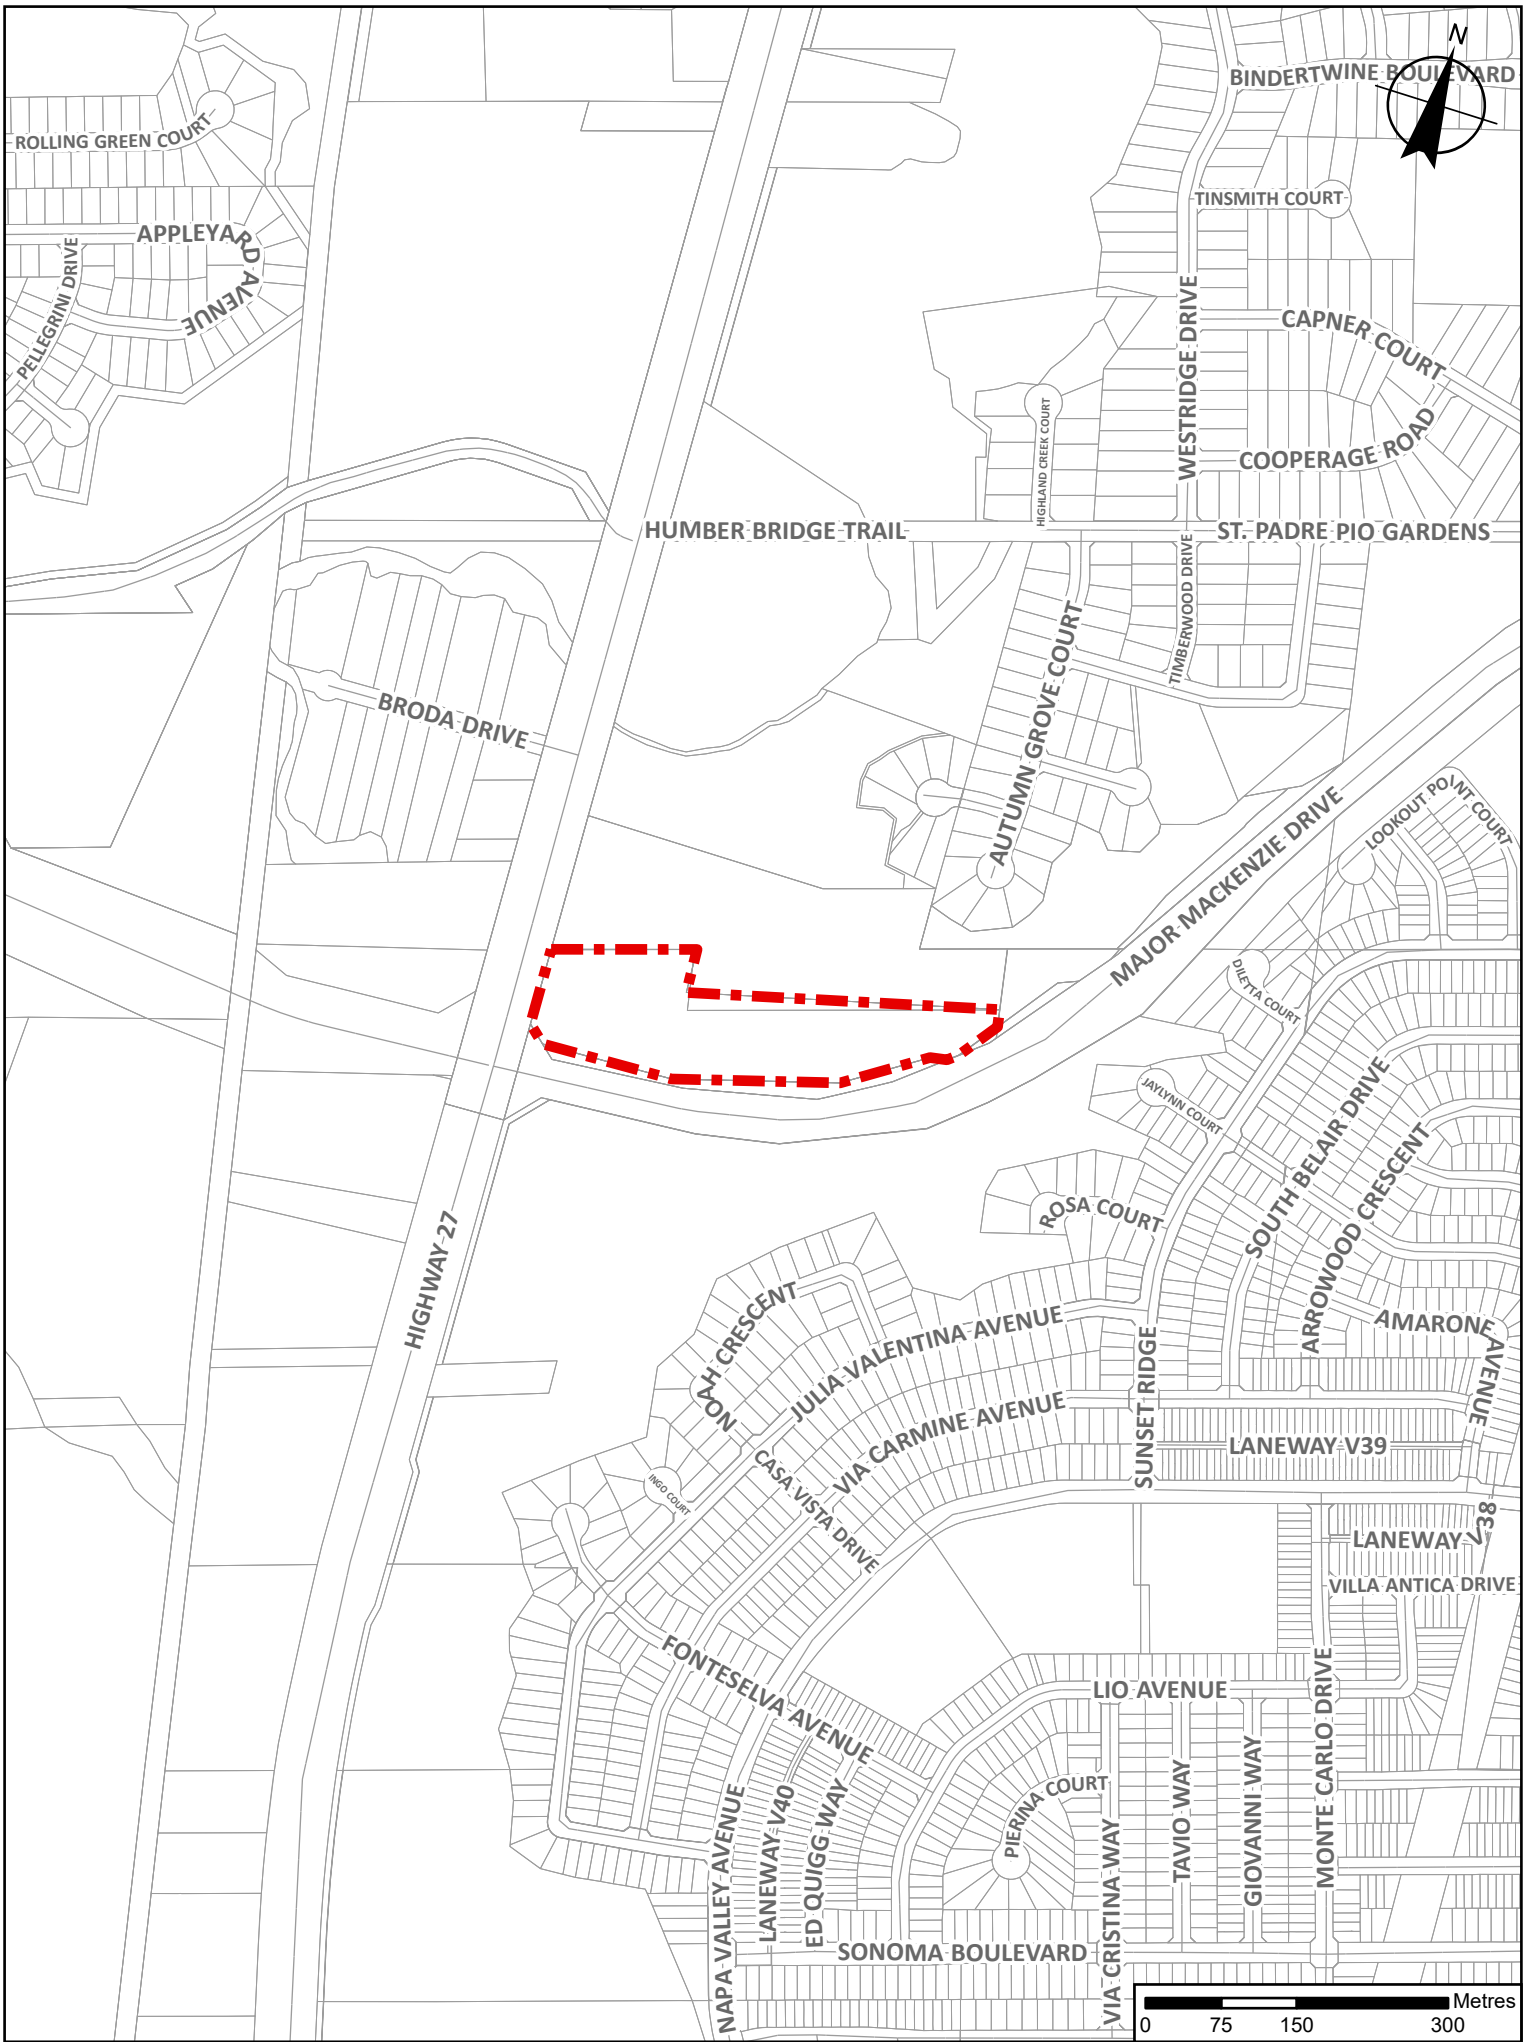 N
BINDERTWINE BOULEVARD
ROLLING GREEN COURT
TINSMITH COURT
APPLEYARD AVENUE
PELLEGRINI DRIVE
WESTRIDGE DRIVE
CAPNER COURT
HIGHLAND CREEK COURT
COOPERAGE ROAD
HUMBER BRIDGE TRAIL
ST. PADRE PIO GARDENS
TIMBERWOOD DRIVE
AUTUMN GROVE COURT
BRODA DRIVE
LOOKOUT POINT COURT
MAJOR MACKENZIE DRIVE
DILETTA COURT
JAYLYNN COURT
SOUTH BELAIR DRIVE
ARROWOOD CRESCENT
ROSA COURT
HIGHWAY 27
AMARONE AVENUE
NOVAH CRESCENT
JULIA VALENTINA AVENUE
SUNSET RIDGE
VIA CARMINE AVENUE
LANEWAY V39
CASA VISTA DRIVE
INGO COURT
LANEWAY V38
VILLA ANTICA DRIVE
FONTESELVA AVENUE
LIO AVENUE
MONTE CARLO DRIVE
PIERINA COURT
TAVIO WAY
GIOVANNI WAY
NAPA VALLEY AVENUE
LANEWAY V40
ED QUIGG WAY
VIA CRISTINA WAY
SONOMA BOULEVARD
Metres
0 75 150 300